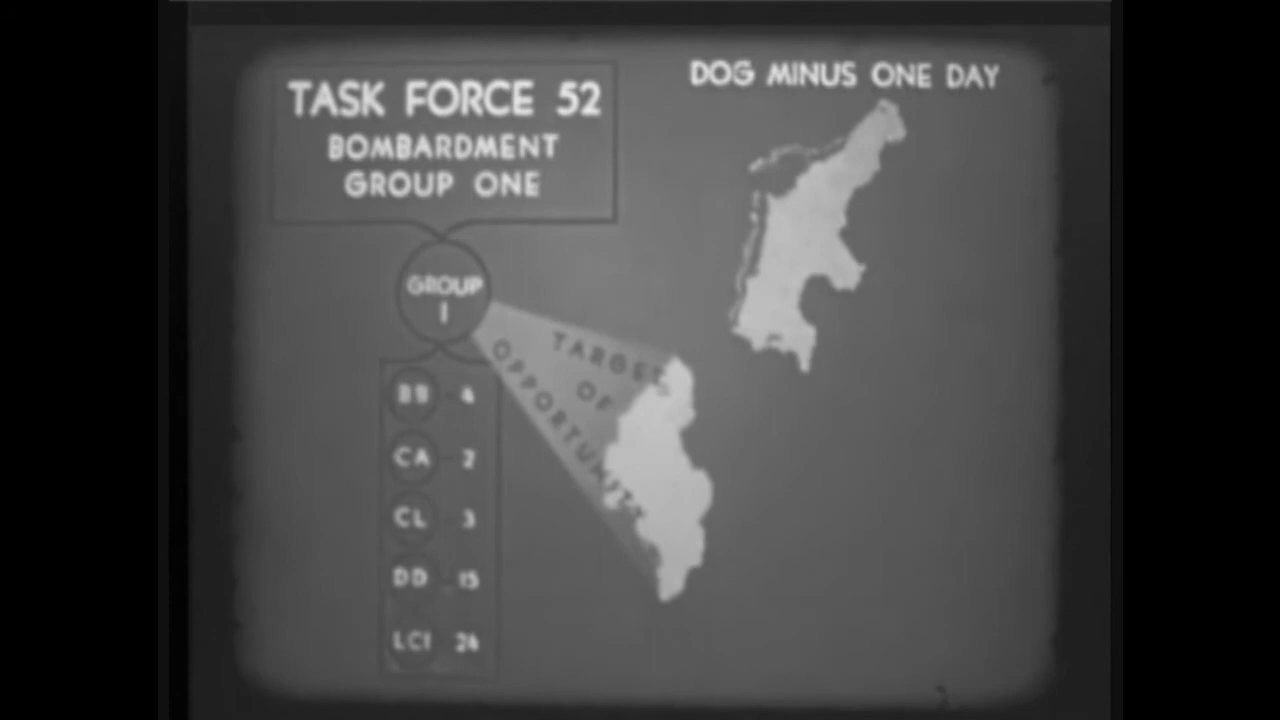 TASK FORCE 52
BOMBARDMENT
GROUP ONE
DOG MINUS ONE DAY
GROUP
1
TARGET
OF
OPPORTUNITY
BB - 4
CA - 2
CL - 3
DD - 15
LCI 24